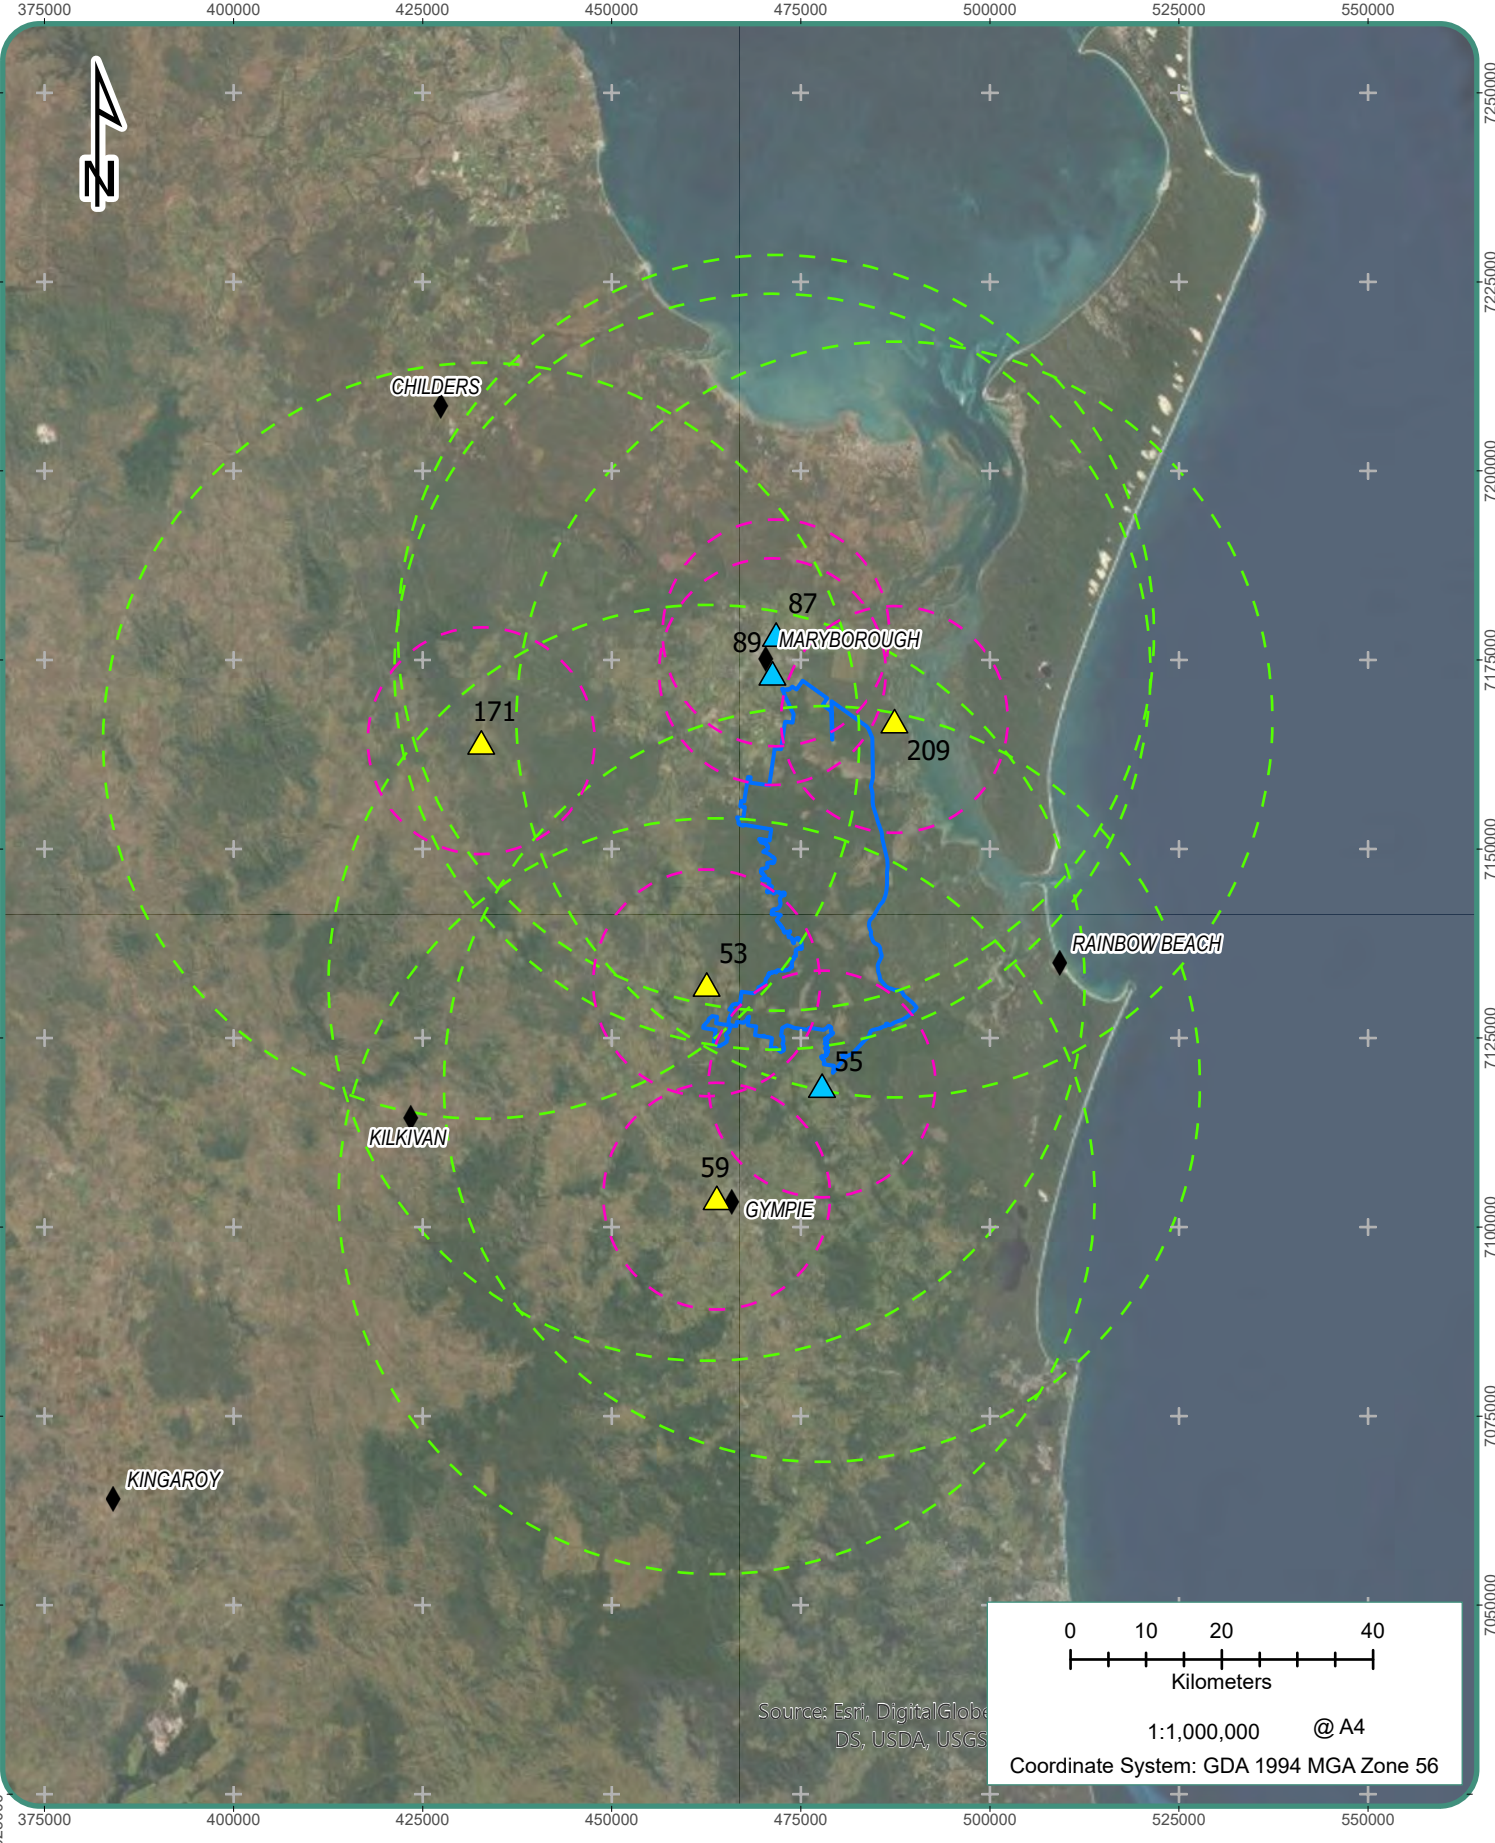 375000 400000 425000 450000 475000 500000 525000 550000
7250000
N
7225000
CHILDERS
7200000
87
89 MARYBOROUGH
7175000
171
209
7150000
53
RAINBOW BEACH
7125000
55
KILKIVAN
59
GYMPIE
7100000
7075000
KINGAROY
7050000
0 10 20 40
Kilometers
Source: Esri, DigitalGlobe
DS, USDA, USGS
1:1,000,000 @ A4
Coordinate System: GDA 1994 MGA Zone 56
375000 400000 425000 450000 475000 500000 525000 550000